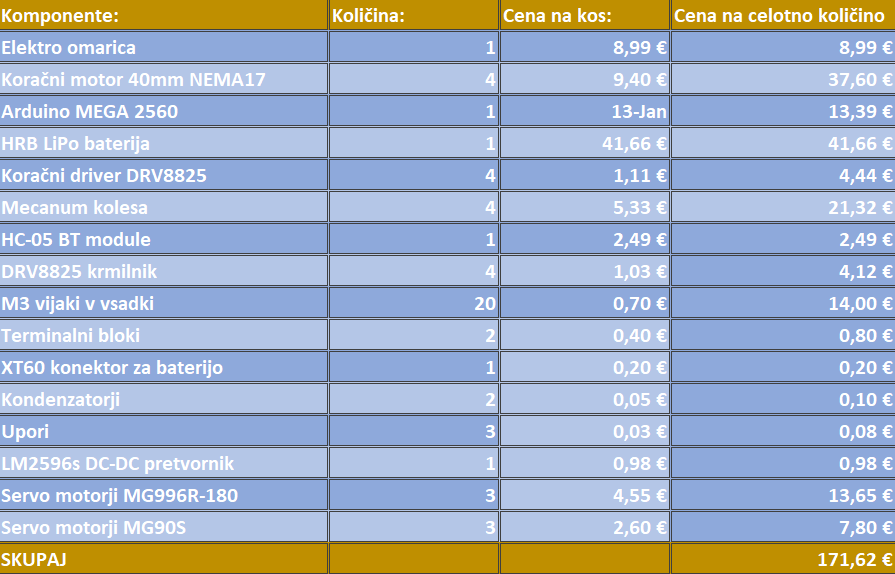 Komponente: Količina: Cena na kos: Cena na celotno količino
Elektro omarica 1 8,99 € 8,99 €
Koračni motor 40mm NEMA17 4 9,40 € 37,60 €
Arduino MEGA 2560 1 13-Jan 13,39 €
HRB LiPo baterija 1 41,66 € 41,66 €
Koračni driver DRV8825 4 1,11 € 4,44 €
Mecanum kolesa 4 5,33 € 21,32 €
HC-05 BT module 1 2,49 € 2,49 €
DRV8825 krmilnik 4 1,03 € 4,12 €
M3 vijaki v vsadki 20 0,70 € 14,00 €
Terminalni bloki 2 0,40 € 0,80 €
XT60 konektor za baterijo 1 0,20 € 0,20 €
Kondenzatorji 2 0,05 € 0,10 €
Upori 3 0,03 € 0,08 €
LM2596s DC-DC pretvornik 1 0,98 € 0,98 €
Servo motorji MG996R-180 3 4,55 € 13,65 €
Servo motorji MG90S 3 2,60 € 7,80 €
SKUPAJ 171,62 €